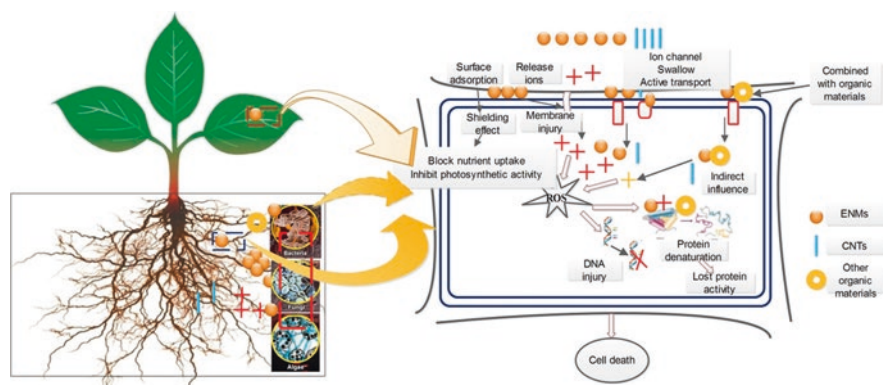 Surface
adsorption
Release
ions
Ion channel
Swallow
Active transport
Combined
with organic
materials
Shielding
effect
Membrane
injury
Block nutrient uptake
Inhibit photosynthetic activity
Indirect
influence
ROS
DNA
injury
Protein
denaturation
Lost protein
activity
Cell death
Bacteria
Fungi
Algae
ENMs
CNTs
Other
organic
materials